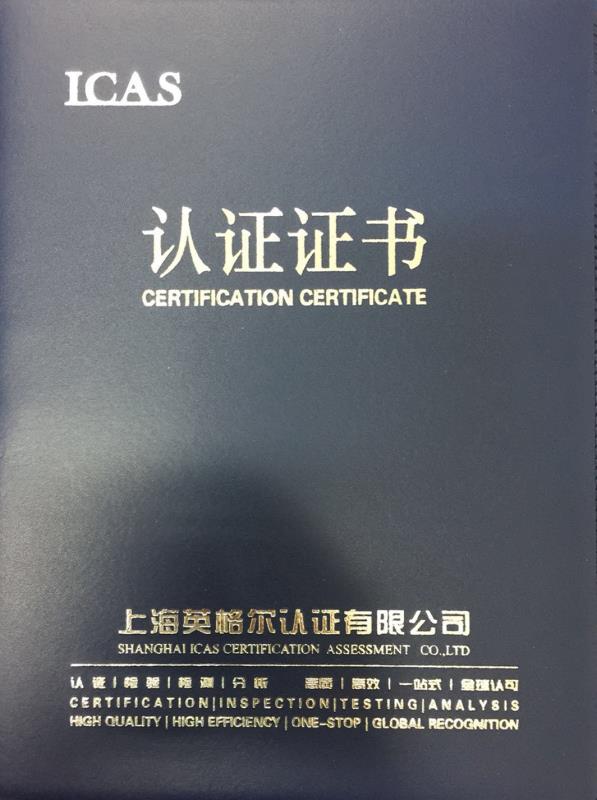 ICAS
认证证书
CERTIFICATION CERTIFICATE
上海英格尔认证有限公司
SHANGHAI ICAS CERTIFICATION ASSESSMENT CO.,LTD
认证|检验|检测|分析 高质|高效|一站式|全球认可
CERTIFICATION|INSPECTION|TESTING|ANALYSIS
HIGH QUALITY|HIGH EFFICIENCY|ONE-STOP|GLOBAL RECOGNITION